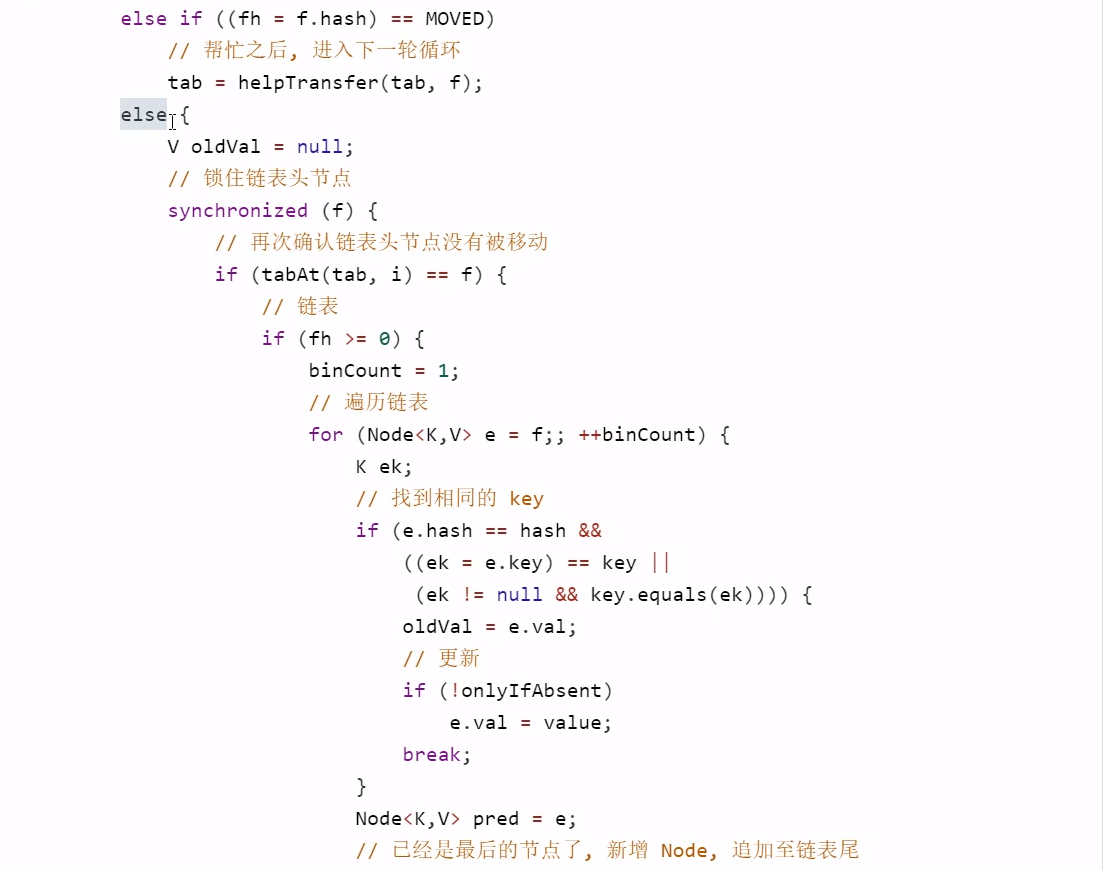 else if ((fh = f.hash) == MOVED)
// 帮忙之后, 进入下一轮循环
tab = helpTransfer(tab, f);
else {
V oldVal = null;
// 锁住链表头节点
synchronized (f) {
// 再次确认链表头节点没有被移动
if (tabAt(tab, i) == f) {
// 链表
if (fh >= 0) {
binCount = 1;
// 遍历链表
for (Node<K,V> e = f;; ++binCount) {
K ek;
// 找到相同的 key
if (e.hash == hash &&
((ek = e.key) == key ||
(ek != null && key.equals(ek)))) {
oldVal = e.val;
// 更新
if (!onlyIfAbsent)
e.val = value;
break;
}
Node<K,V> pred = e;
// 已经是最后的节点了, 新增 Node, 追加至链表尾